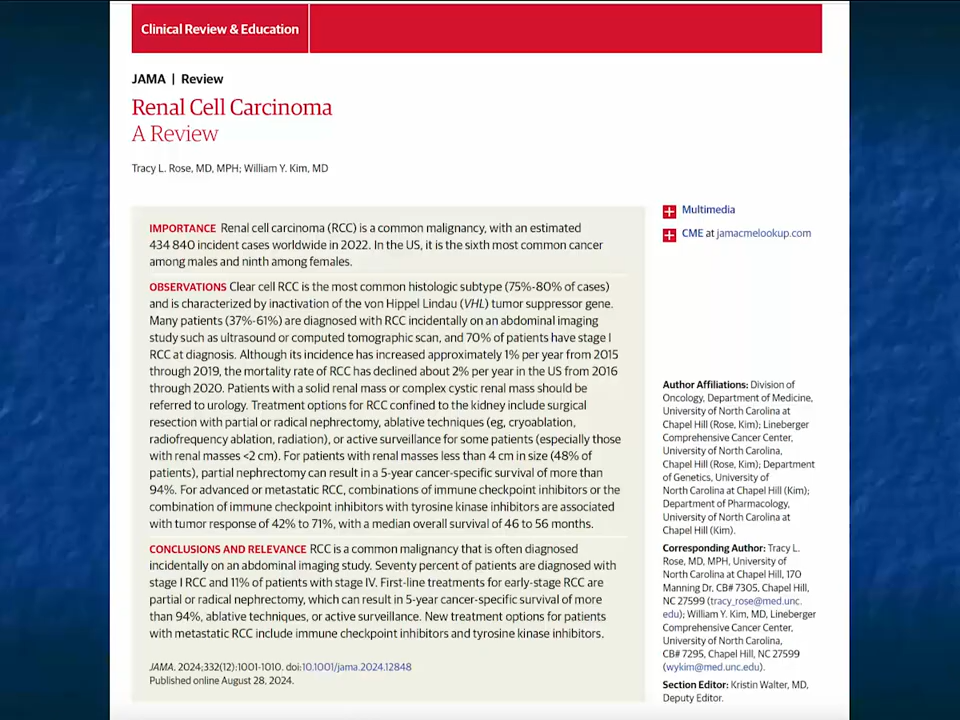 Clinical Review & Education
JAMA | Review
Renal Cell Carcinoma
A Review
Tracy L. Rose, MD, MPH; William Y. Kim, MD
IMPORTANCE Renal cell carcinoma (RCC) is a common malignancy, with an estimated
434 840 incident cases worldwide in 2022. In the US, it is the sixth most common cancer
among males and ninth among females.
OBSERVATIONS Clear cell RCC is the most common histologic subtype (75%-80% of cases)
and is characterized by inactivation of the von Hippel Lindau (VHL) tumor suppressor gene.
Many patients (37%-61%) are diagnosed with RCC incidentally on an abdominal imaging
study such as ultrasound or computed tomographic scan, and 70% of patients have stage I
RCC at diagnosis. Although its incidence has increased approximately 1% per year from 2015
through 2019, the mortality rate of RCC has declined about 2% per year in the US from 2016
through 2020. Patients with a solid renal mass or complex cystic renal mass should be
referred to urology. Treatment options for RCC confined to the kidney include surgical
resection with partial or radical nephrectomy, ablative techniques (eg, cryoablation,
radiofrequency ablation, radiation), or active surveillance for some patients (especially those
with renal masses <2 cm). For patients with renal masses less than 4 cm in size (48% of
patients), partial nephrectomy can result in a 5-year cancer-specific survival of more than
94%. For advanced or metastatic RCC, combinations of immune checkpoint inhibitors or the
combination of immune checkpoint inhibitors with tyrosine kinase inhibitors are associated
with tumor response of 42% to 71%, with a median overall survival of 46 to 56 months.
CONCLUSIONS AND RELEVANCE RCC is a common malignancy that is often diagnosed
incidentally on an abdominal imaging study. Seventy percent of patients are diagnosed with
stage I RCC and 11% of patients with stage IV. First-line treatments for early-stage RCC are
partial or radical nephrectomy, which can result in 5-year cancer-specific survival of more
than 94%, ablative techniques, or active surveillance. New treatment options for patients
with metastatic RCC include immune checkpoint inhibitors and tyrosine kinase inhibitors.
JAMA. 2024;332(12):1001-1010. doi:10.1001/jama.2024.12848
Published online August 28, 2024.
Multimedia
CME at jamacmelookup.com
Author Affiliations: Division of
Oncology, Department of Medicine,
University of North Carolina at
Chapel Hill (Rose, Kim); Lineberger
Comprehensive Cancer Center,
University of North Carolina,
Chapel Hill (Rose, Kim); Department
of Genetics, University of
North Carolina at Chapel Hill (Kim);
Department of Pharmacology,
University of North Carolina at
Chapel Hill (Kim).
Corresponding Author: Tracy L.
Rose, MD, MPH, University of
North Carolina at Chapel Hill, 170
Manning Dr, CB# 7305, Chapel Hill,
NC 27599 (tracy_rose@med.unc.
edu); William Y. Kim, MD, Lineberger
Comprehensive Cancer Center,
University of North Carolina,
CB# 7295, Chapel Hill, NC 27599
(wykim@med.unc.edu).
Section Editor: Kristin Walter, MD,
Deputy Editor.